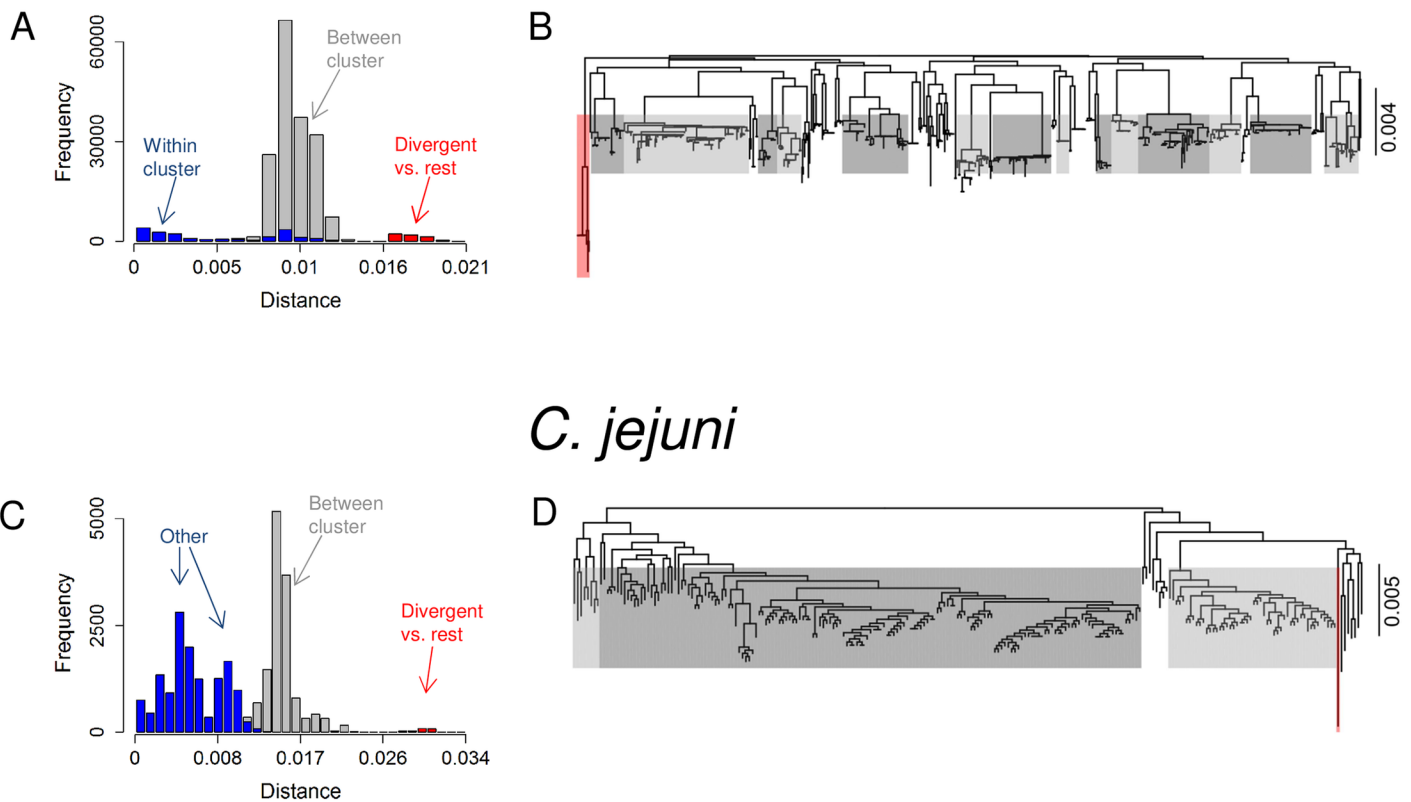 A
B
60000
30000
0
Frequency
Between
cluster
Within
cluster
Divergent
vs. rest
0 0.005 0.01 0.016 0.021
Distance
0.004
C. jejuni
C
D
5000
2500
0
Frequency
Other
Between
cluster
Divergent
vs. rest
0 0.008 0.017 0.026 0.034
Distance
0.005